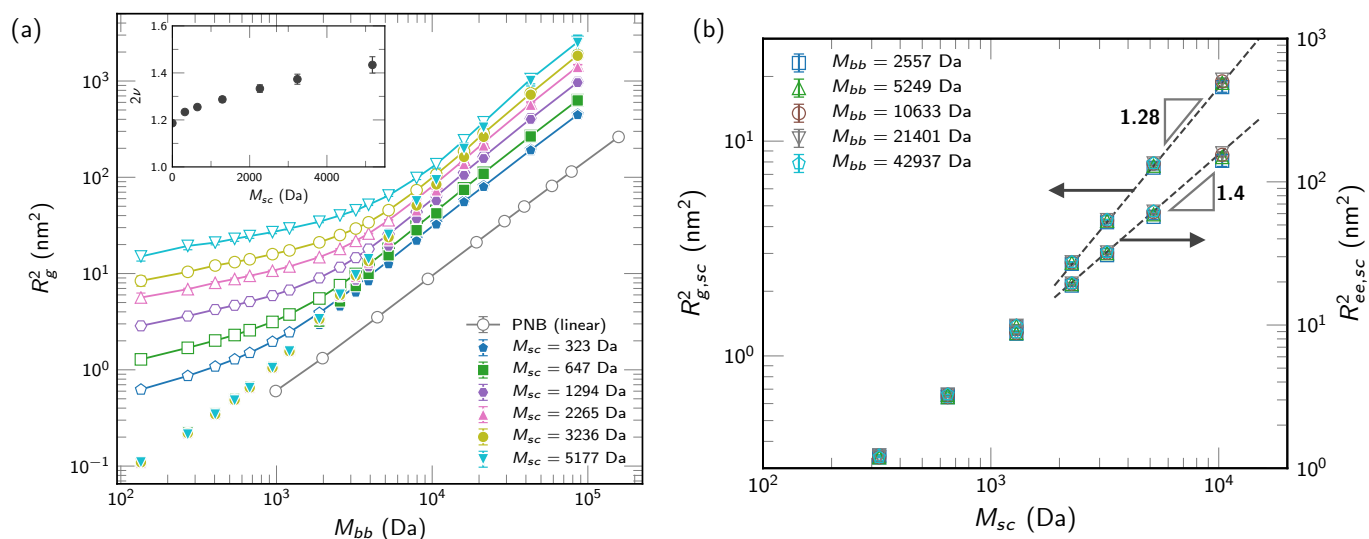 (a)
R_g^2 (nm^2)
10^3
10^2
10^1
10^0
10^−1
10^2 10^3 10^4 10^5
M_bb (Da)
2ν
1.6
1.4
1.2
1.0
0 2000 4000
M_sc (Da)
PNB (linear)
M_sc = 323 Da
M_sc = 647 Da
M_sc = 1294 Da
M_sc = 2265 Da
M_sc = 3236 Da
M_sc = 5177 Da
(b)
R_g,sc^2 (nm^2)
10^1
10^0
M_bb = 2557 Da
M_bb = 5249 Da
M_bb = 10633 Da
M_bb = 21401 Da
M_bb = 42937 Da
1.28
1.4
10^2 10^3 10^4
M_sc (Da)
10^3
10^2
10^1
10^0
R_ee,sc^2 (nm^2)